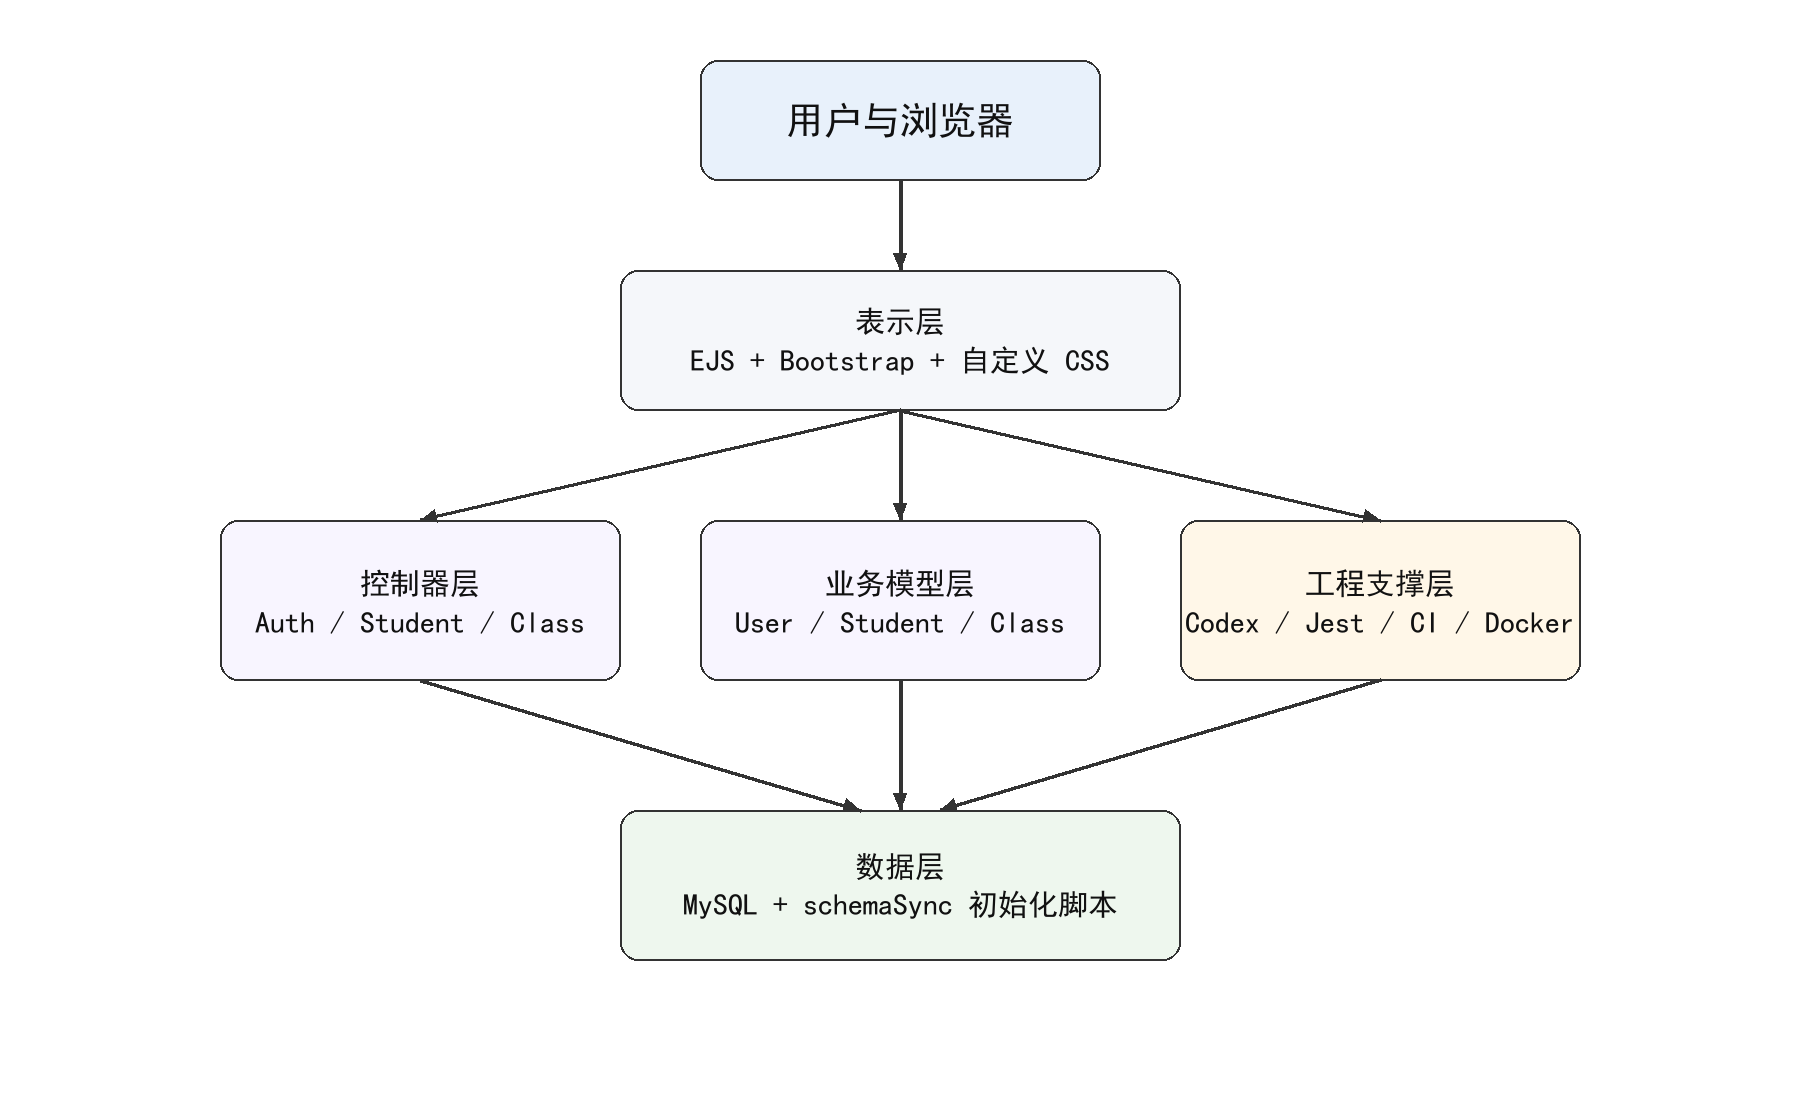 用户与浏览器
表示层
EJS + Bootstrap + 自定义 CSS
控制器层
Auth / Student / Class
业务模型层
User / Student / Class
工程支撑层
Codex / Jest / CI / Docker
数据层
MySQL + schemaSync 初始化脚本